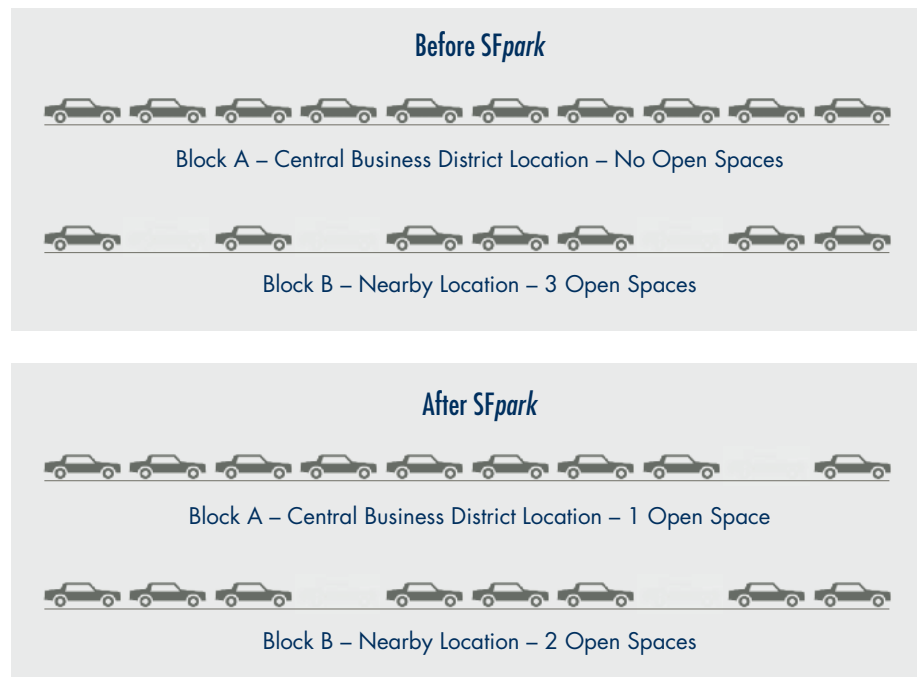 Before SFpark
Block A – Central Business District Location – No Open Spaces
Block B – Nearby Location – 3 Open Spaces
After SFpark
Block A – Central Business District Location – 1 Open Space
Block B – Nearby Location – 2 Open Spaces